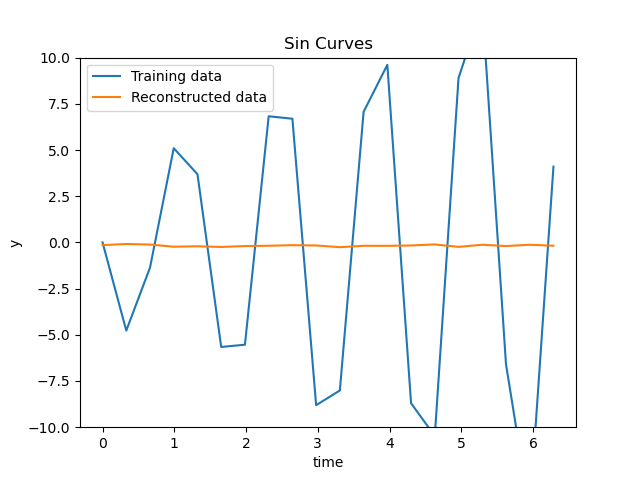 Sin Curves
Training data
Reconstructed data
10.0
7.5
5.0
2.5
0.0
−2.5
−5.0
−7.5
−10.0
y
0 1 2 3 4 5 6
time